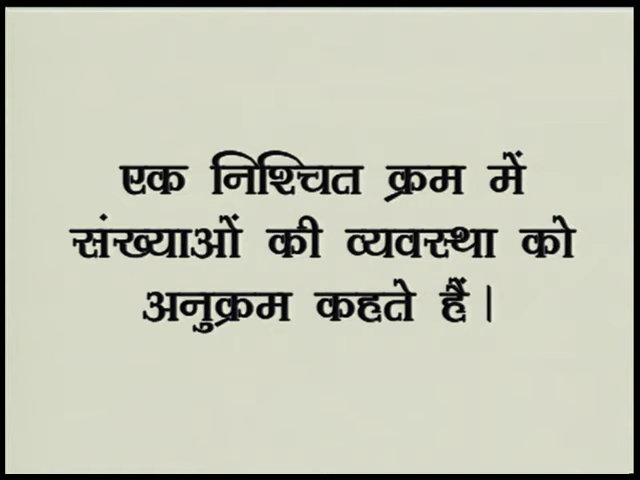 एक निश्चित क्रम में
संख्याओं की व्यवस्था को
अनुक्रम कहते हैं।